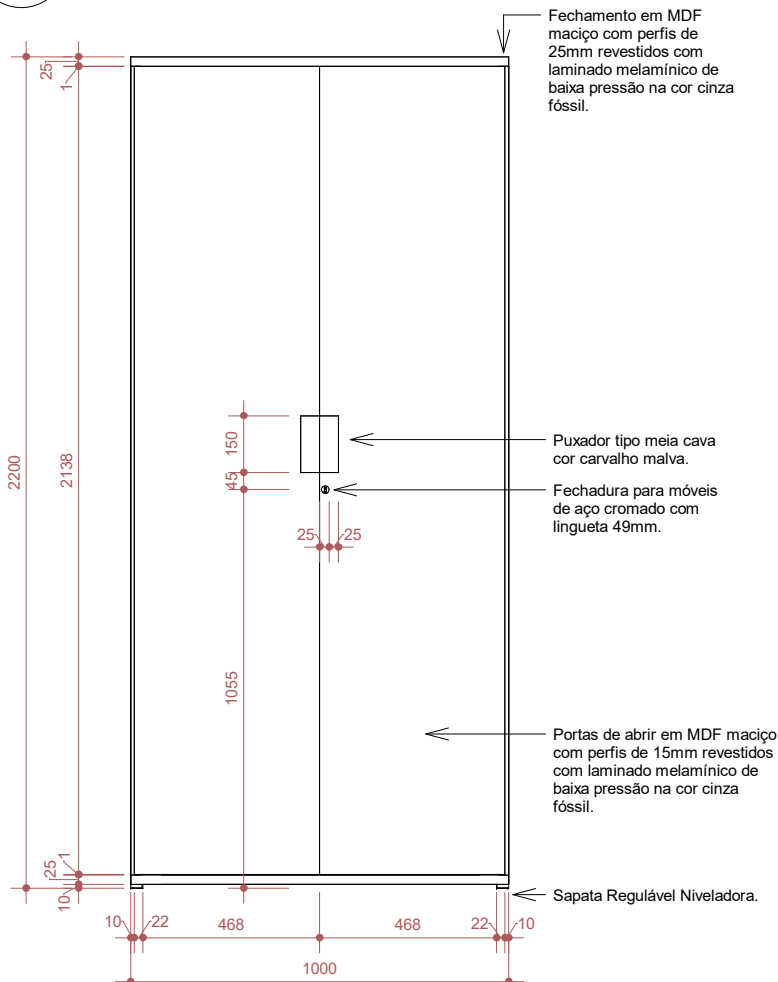 Fechamento em MDF
maciço com perfis de
25mm revestidos com
laminado melamínico de
baixa pressão na cor cinza
fóssil.
25
1
2200
2138
150
45
Puxador tipo meia cava
cor carvalho malva.
Fechadura para móveis
de aço cromado com
lingueta 49mm.
25
25
1055
Portas de abrir em MDF maciço
com perfis de 15mm revestidos
com laminado melamínico de
baixa pressão na cor cinza
fóssil.
1
25
10
Sapata Regulável Niveladora.
10
22
468
468
22
10
1000